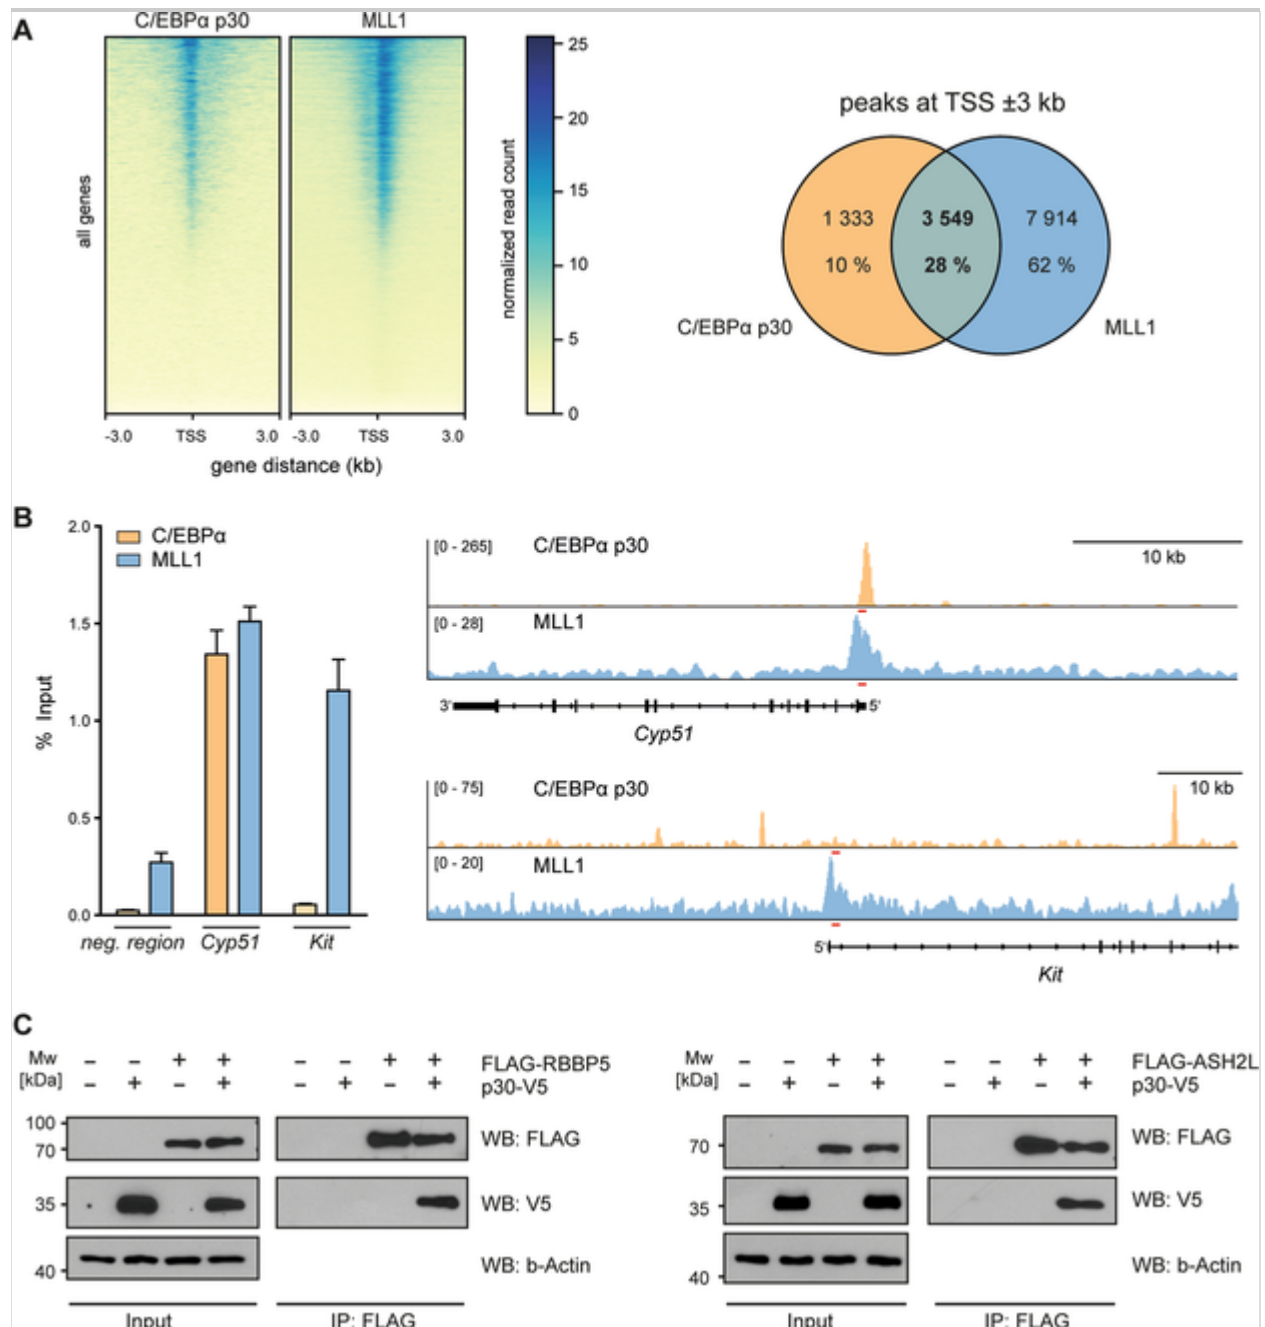 A
C/EBPα p30
MLL1
all genes
-3.0
TSS
3.0
-3.0
TSS
3.0
gene distance (kb)
normalized read count
25
20
15
10
5
0
peaks at TSS ±3 kb
1 333
3 549
7 914
10 %
28 %
62 %
C/EBPα p30
MLL1
B
2.0
1.5
1.0
0.5
0.0
% Input
C/EBPα
MLL1
neg. region
Cyp51
Kit
[0 - 265]
C/EBPα p30
10 kb
[0 - 28]
MLL1
3'
5'
Cyp51
[0 - 75]
C/EBPα p30
10 kb
[0 - 20]
MLL1
5'
Kit
C
Mw - - + + - - + + FLAG-RBBP5
[kDa] - + - + - + - + p30-V5
100
70
WB: FLAG
35
WB: V5
40
WB: b-Actin
Input
IP: FLAG
Mw - - + + - - + + FLAG-ASH2L
[kDa] - + - + - + - + p30-V5
70
WB: FLAG
35
WB: V5
40
WB: b-Actin
Input
IP: FLAG